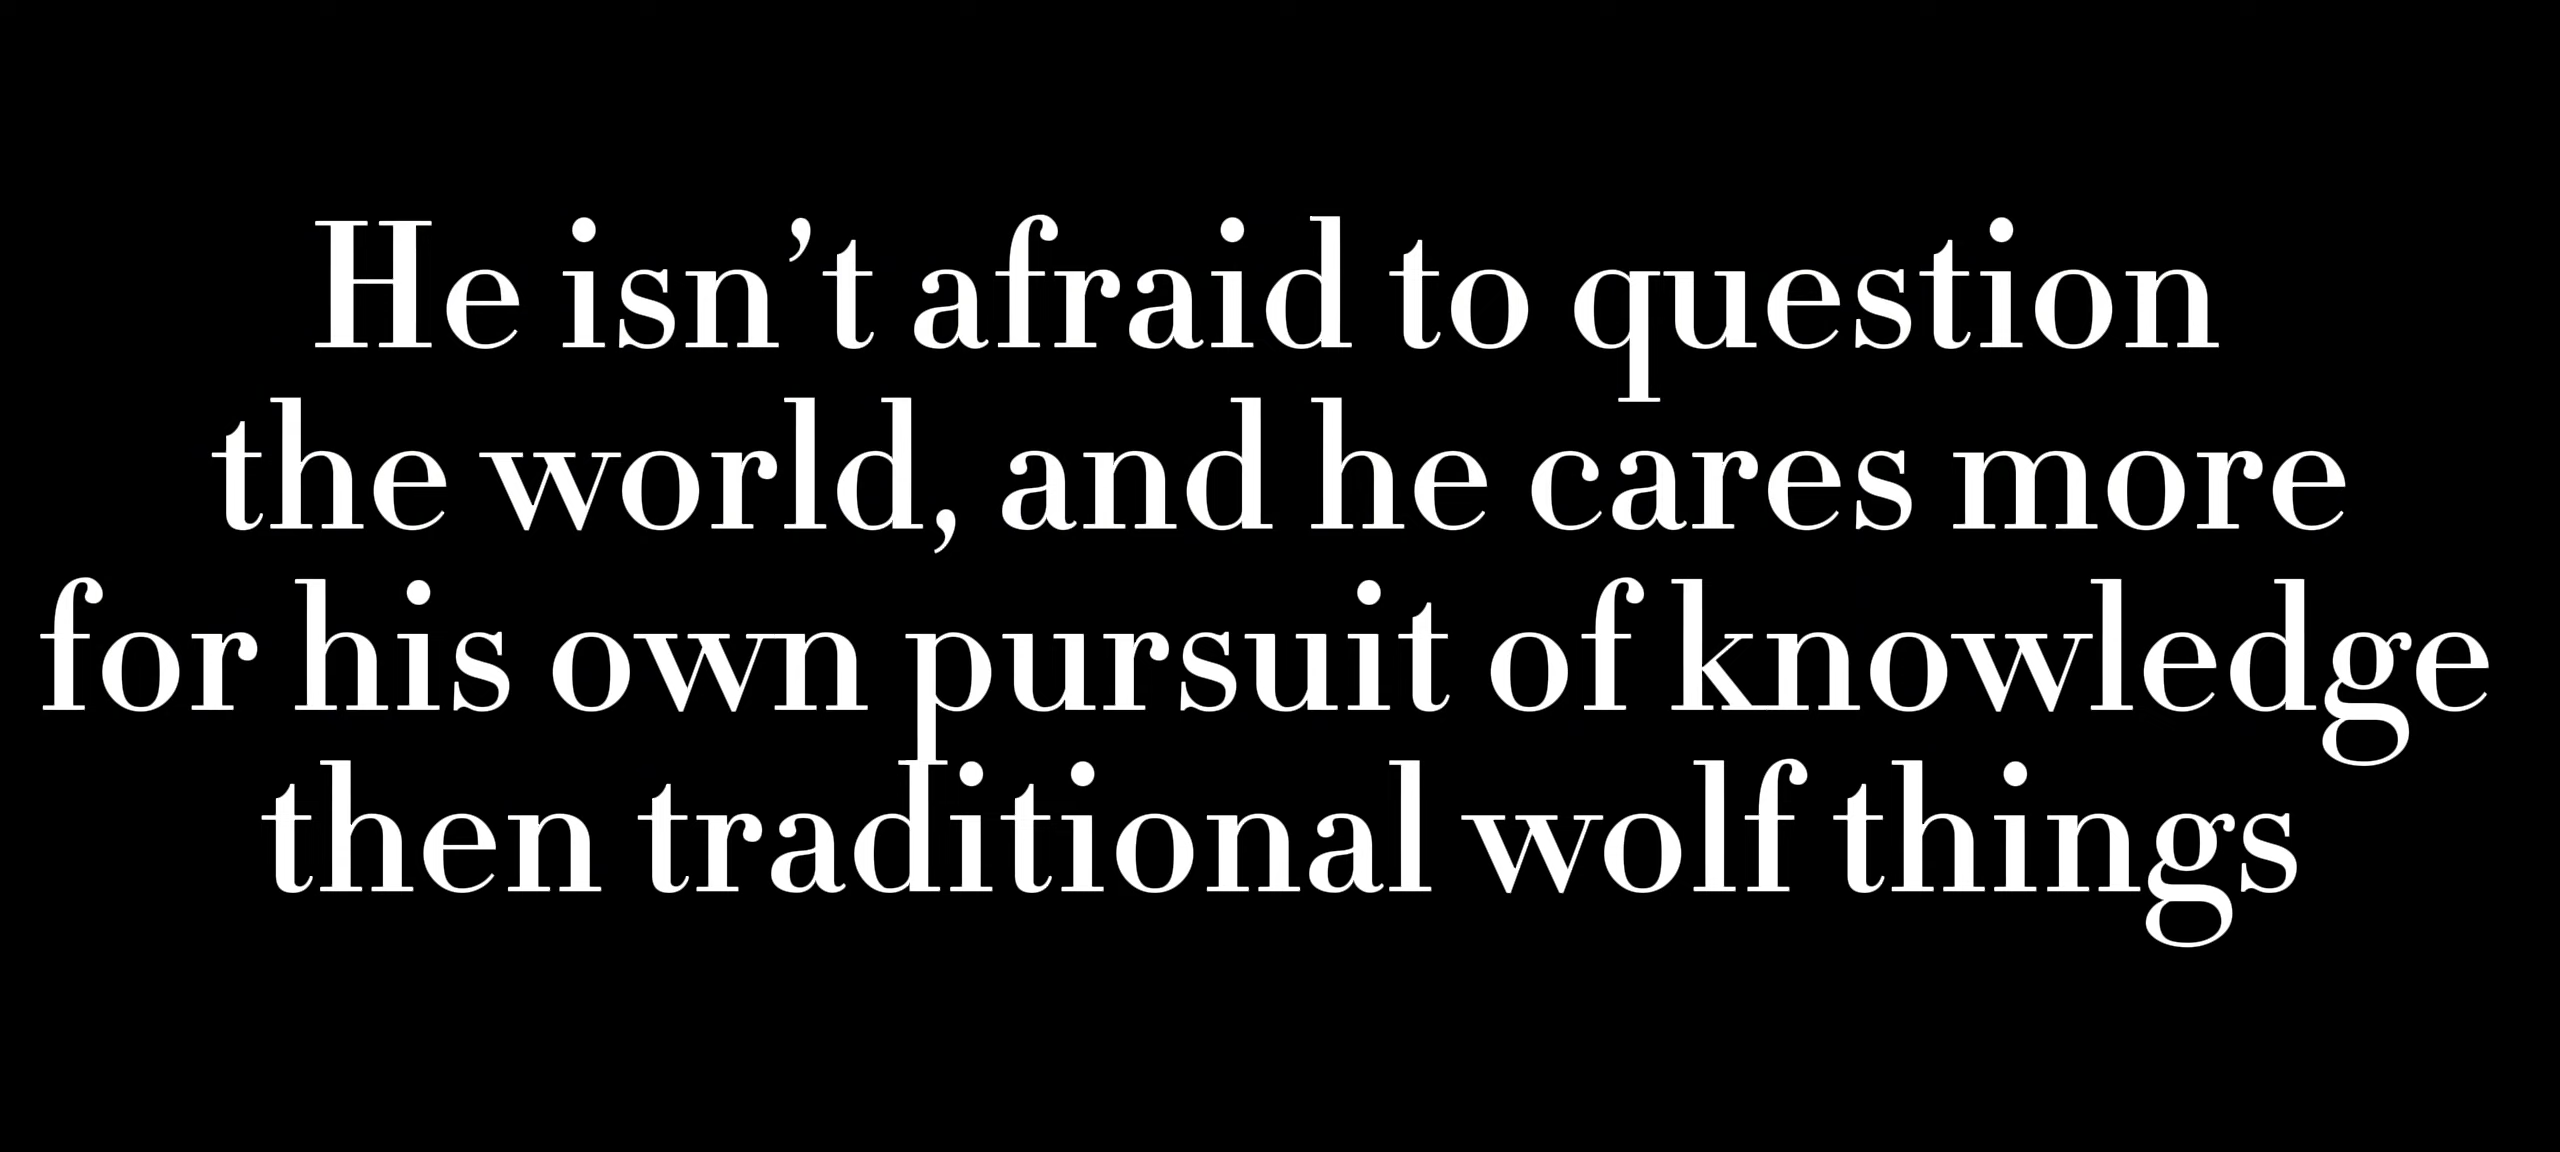 He isn’t afraid to question
the world, and he cares more
for his own pursuit of knowledge
then traditional wolf things